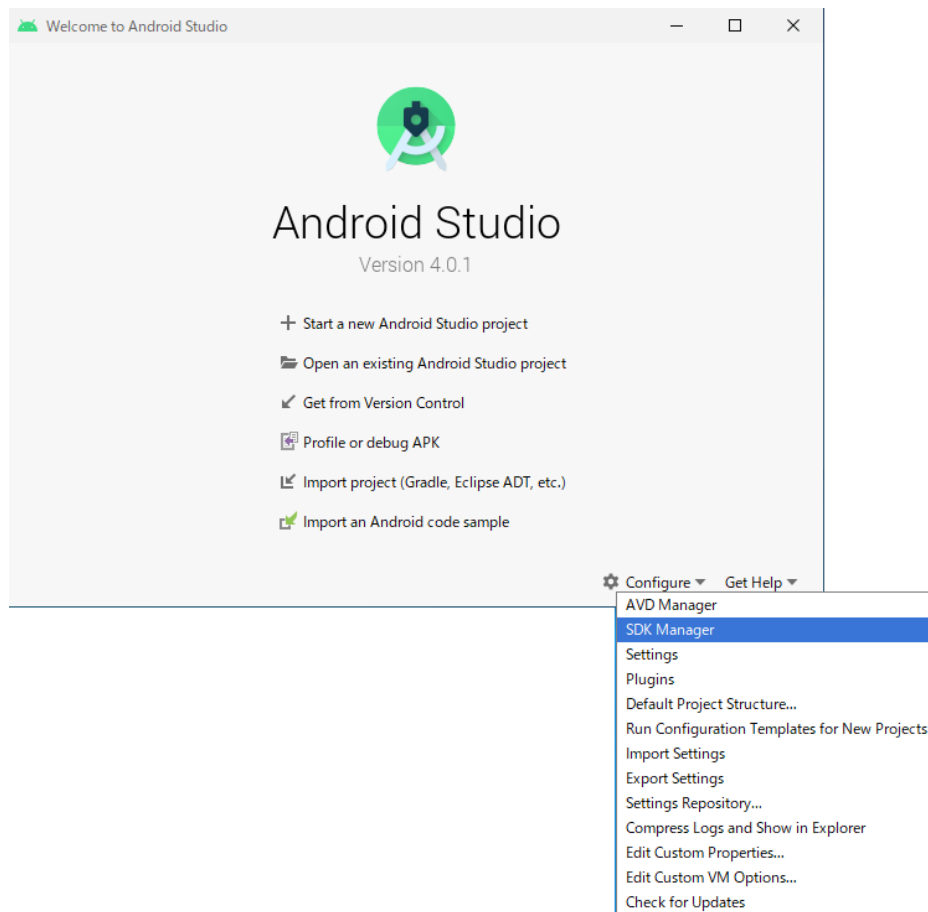 Welcome to Android Studio
Android Studio
Version 4.0.1
Start a new Android Studio project
Open an existing Android Studio project
Get from Version Control
Profile or debug APK
Import project (Gradle, Eclipse ADT, etc.)
Import an Android code sample
Configure Get Help
AVD Manager
SDK Manager
Settings
Plugins
Default Project Structure...
Run Configuration Templates for New Projects
Import Settings
Export Settings
Settings Repository...
Compress Logs and Show in Explorer
Edit Custom Properties...
Edit Custom VM Options...
Check for Updates